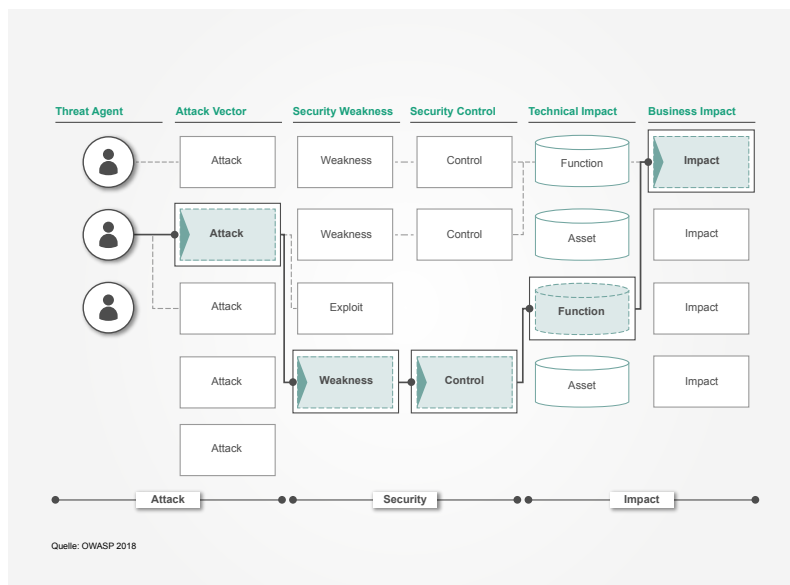 Threat Agent Attack Vector Security Weakness Security Control Technical Impact Business Impact
Attack Weakness Control Function Impact
Attack Weakness Control Asset Impact
Attack Exploit Function Impact
Attack Weakness Control Asset Impact
Attack
Attack Security Impact
Quelle: OWASP 2018